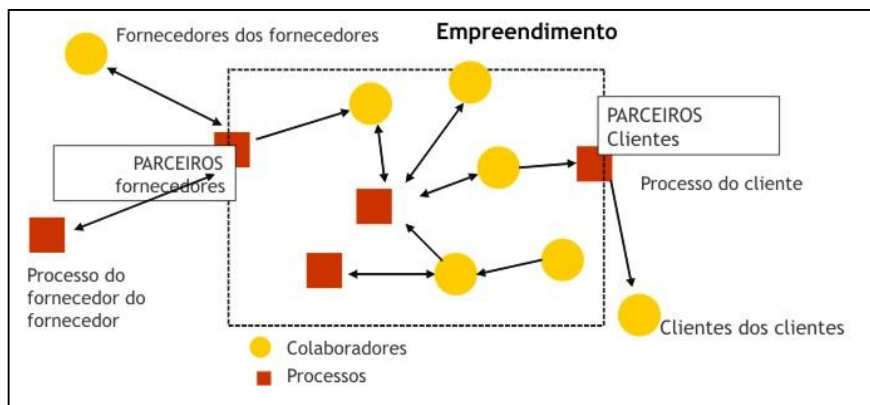 Fornecedores dos fornecedores
Empreendimento
PARCEIROS
Clientes
PARCEIROS
fornecedores
Processo do cliente
Processo do
fornecedor do
fornecedor
Clientes dos clientes
Colaboradores
Processos